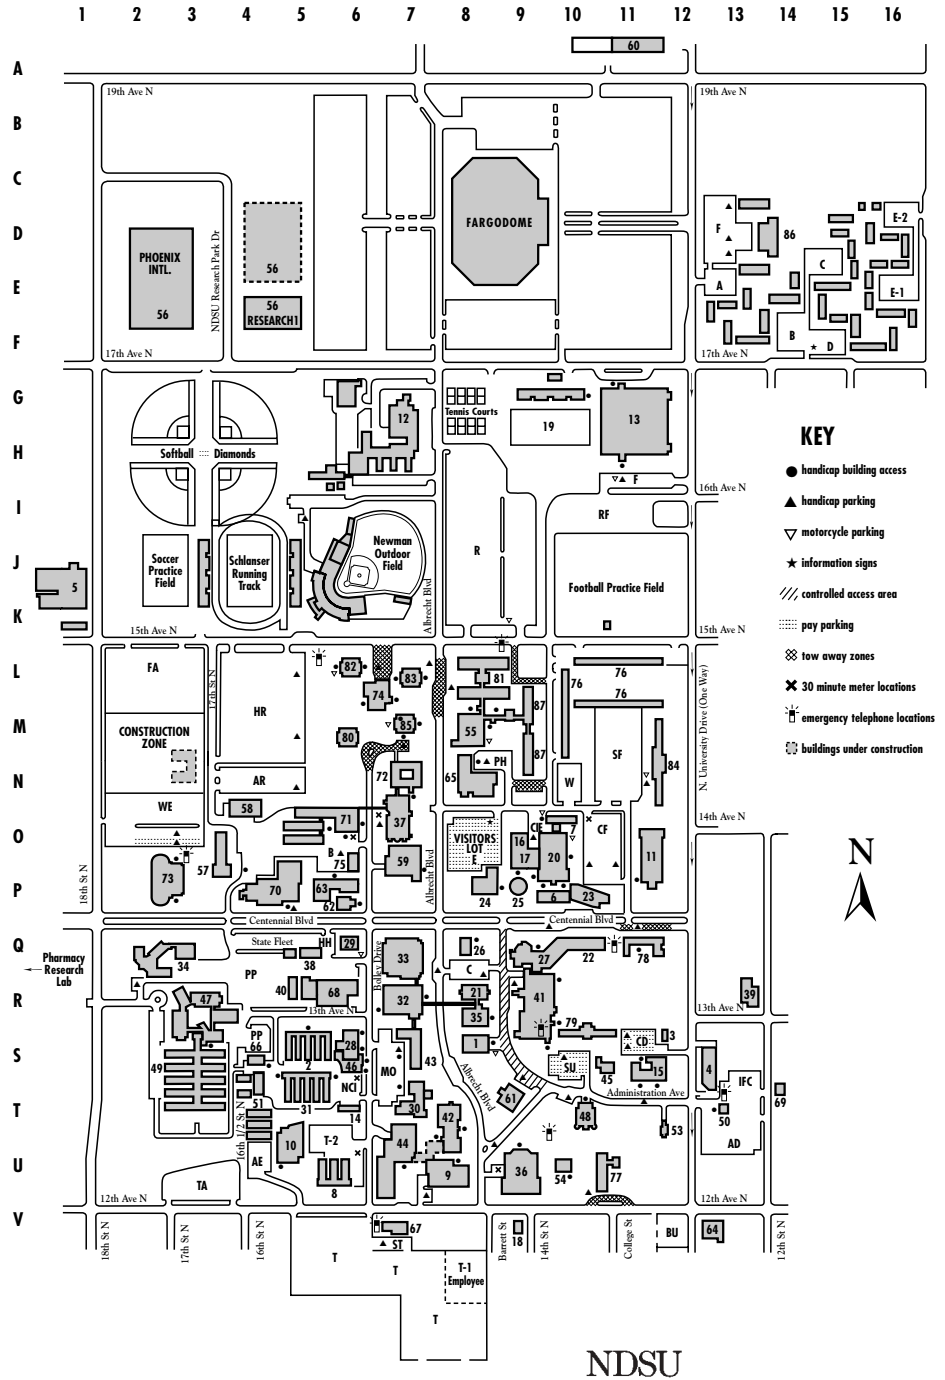 1 2 3 4 5 6 7 8 9 10 11 12 13 14 15 16
A
60
19th Ave N
19th Ave N
B
C
FARGODOME
E-2
F
86
D
PHOENIX
INTL.
NDSU Research Park Dr
56
C
E
56
56
RESEARCH1
A
E-1
B
D
F
17th Ave N
17th Ave N
G
Tennis Courts
12
19
13
KEY
H
Softball
Diamonds
handicap building access
F
16th Ave N
handicap parking
I
RF
motorcycle parking
J
Newman
Outdoor
Field
Soccer
Practice
Field
Schlanser
Running
Track
R
information signs
5
Football Practice Field
Albrecht Blvd
controlled access area
K
15th Ave N
15th Ave N
pay parking
L
FA
17th St N
82
83
81
76
tow away zones
74
76
76
N. University Drive (One Way)
30 minute meter locations
M
HR
87
CONSTRUCTION
ZONE
85
80
55
emergency telephone locations
SF
87
84
buildings under construction
N
AR
72
65
PH
W
WE
58
71
37
14th Ave N
O
VISITORS
LOT
E
CIE
7
CF
16
B
75
59
17
20
11
N
57
Albrecht Blvd
18th St N
73
70
63
62
P
24
25
6
23
Centennial Blvd
Centennial Blvd
Q
State Fleet
HH
29
Bolley Drive
33
26
27
22
78
Pharmacy
Research
Lab
34
38
PP
C
R
40
68
47
32
21
41
39
13th Ave N
13th Ave N
35
PP
66
79
3
28
1
CD
S
49
2
46
MO
43
SU
45
15
4
NCI
Albrecht Blvd
IFC
Administration Ave
T
51
31
14
30
61
69
16th 1/2 St N
42
48
50
53
10
T-2
44
AD
U
AE
36
54
77
TA
8
9
12th Ave N
12th Ave N
V
67
18
BU
64
18th St N
17th St N
16th St N
ST
Barrett St
14th St N
College St
12th St N
T
T
T-1
Employee
T
NDSU